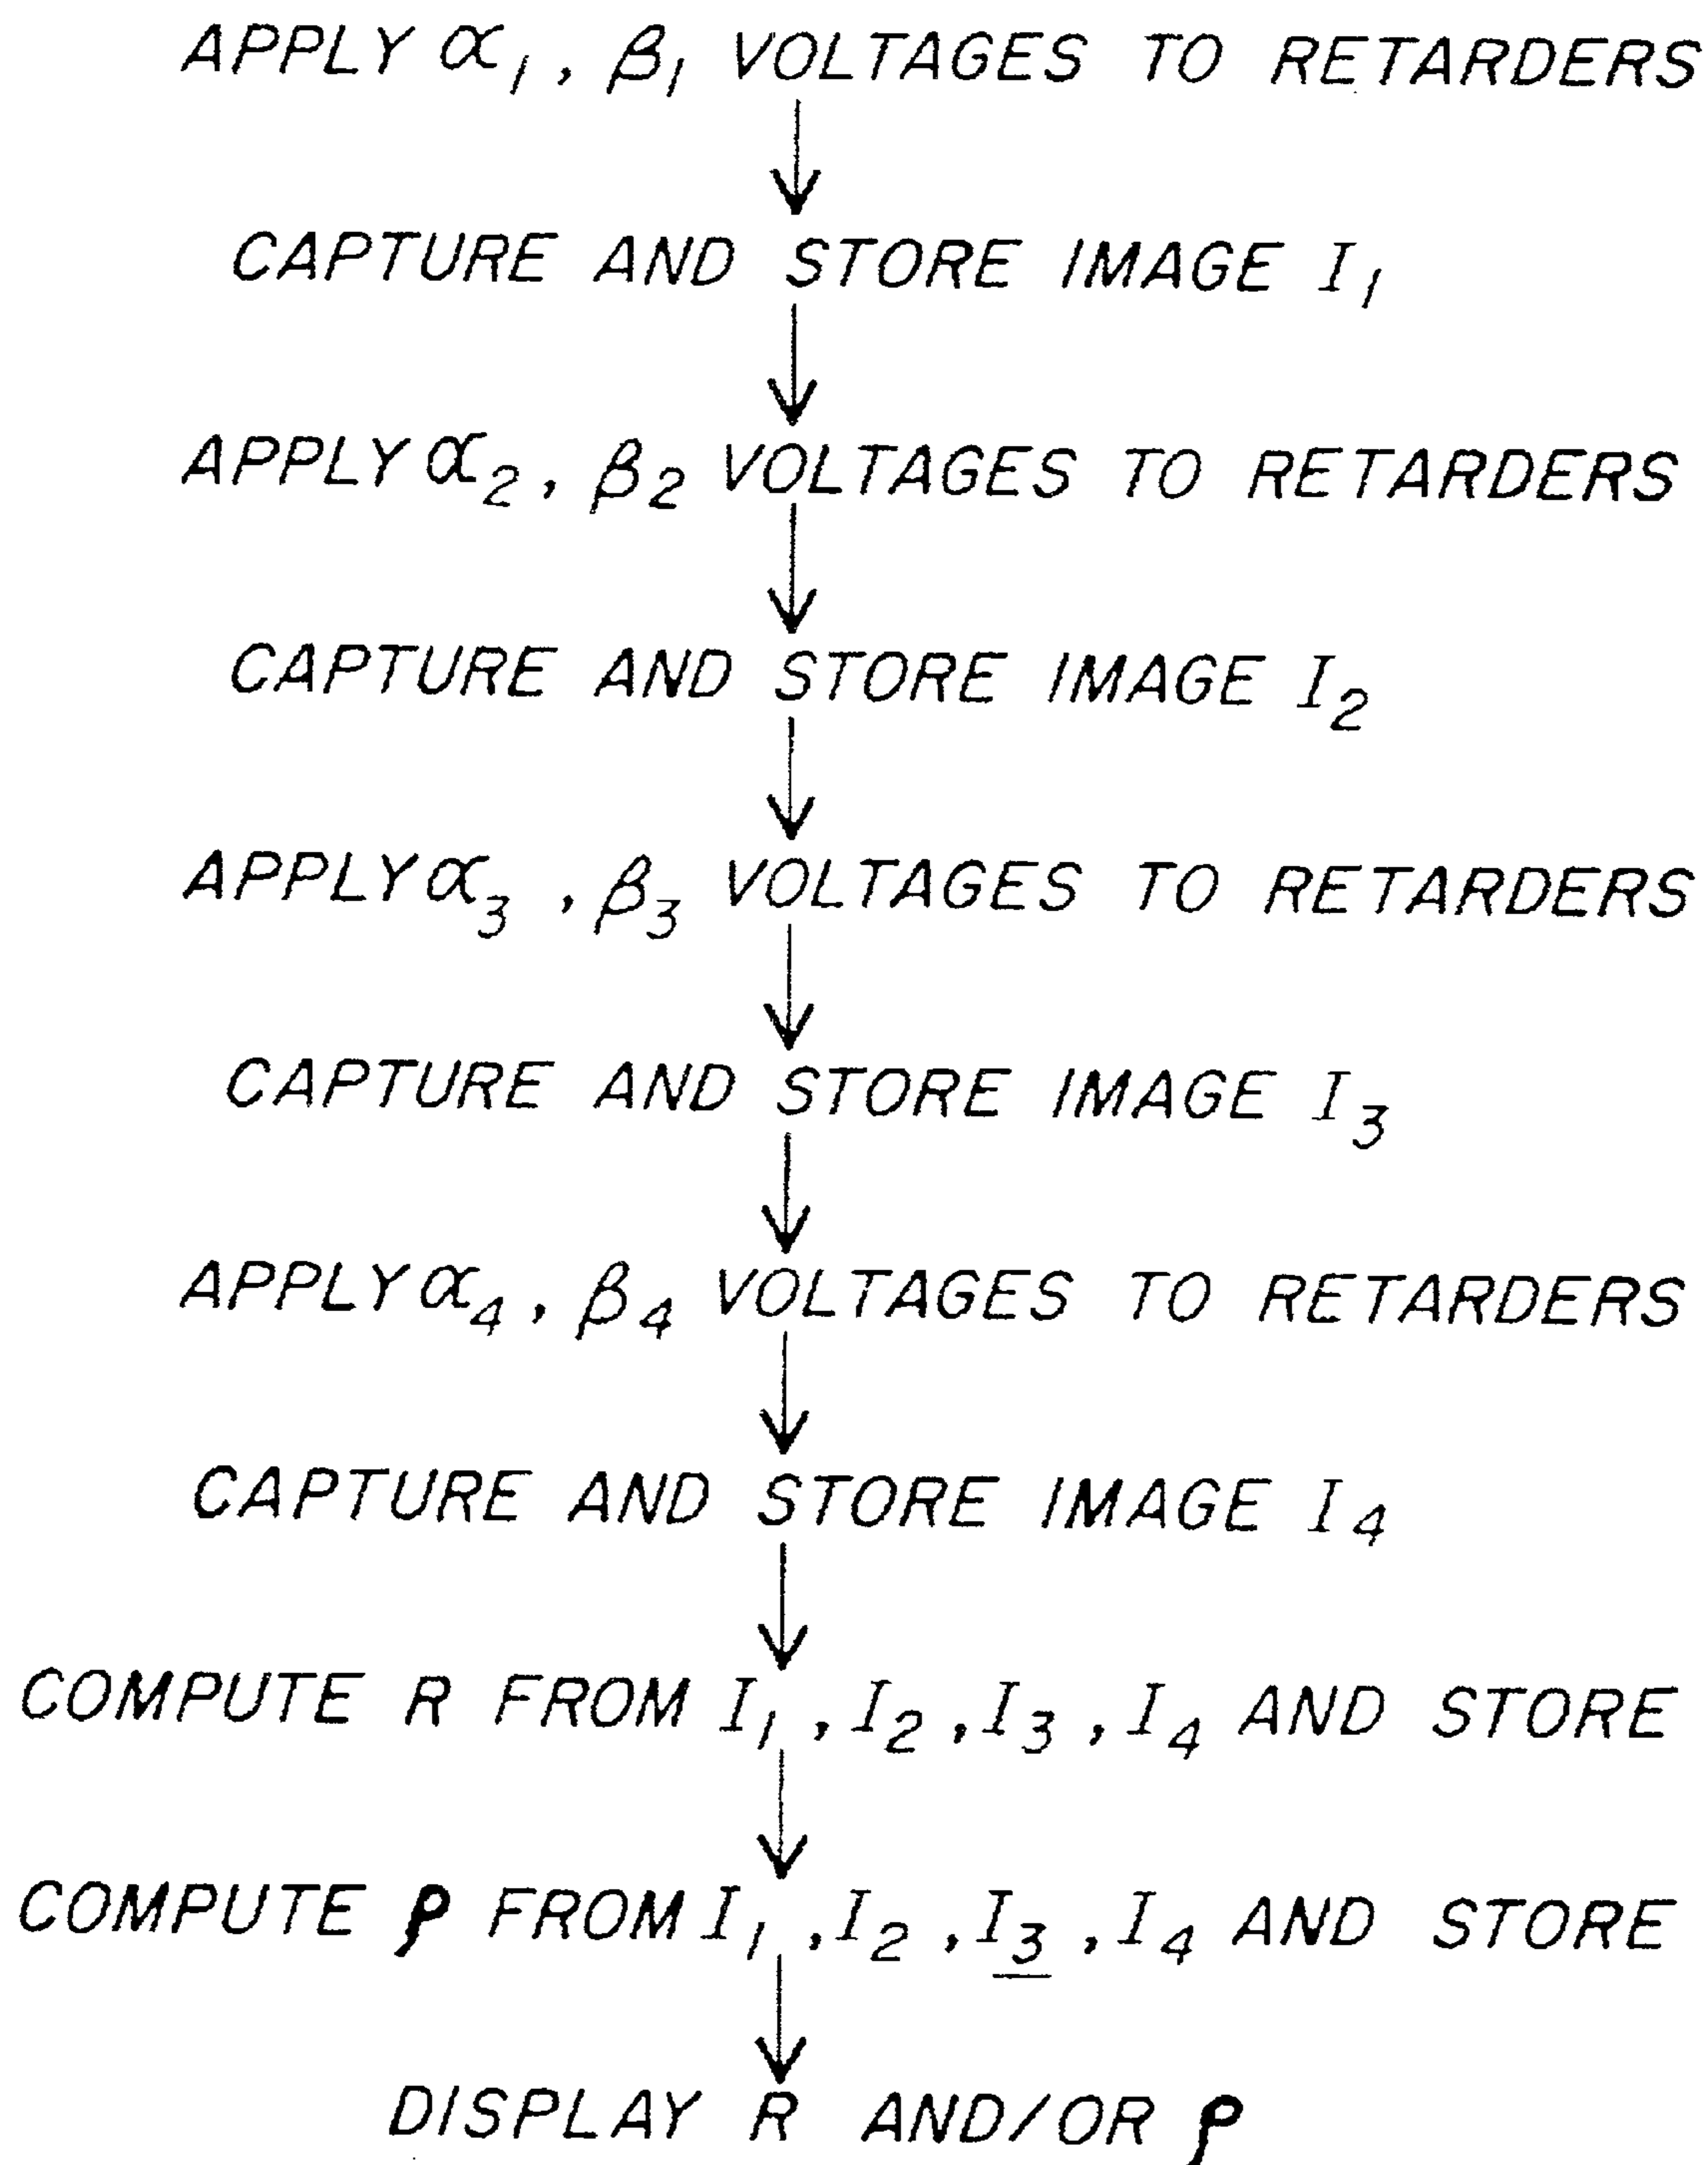 APPLY α₁, β₁ VOLTAGES TO RETARDERS
CAPTURE AND STORE IMAGE I₁
APPLY α₂, β₂ VOLTAGES TO RETARDERS
CAPTURE AND STORE IMAGE I₂
APPLY α₃, β₃ VOLTAGES TO RETARDERS
CAPTURE AND STORE IMAGE I₃
APPLY α₄, β₄ VOLTAGES TO RETARDERS
CAPTURE AND STORE IMAGE I₄
COMPUTE R FROM I₁, I₂, I₃, I₄ AND STORE
COMPUTE ρ FROM I₁, I₂, I₃, I₄ AND STORE
DISPLAY R AND/OR ρ